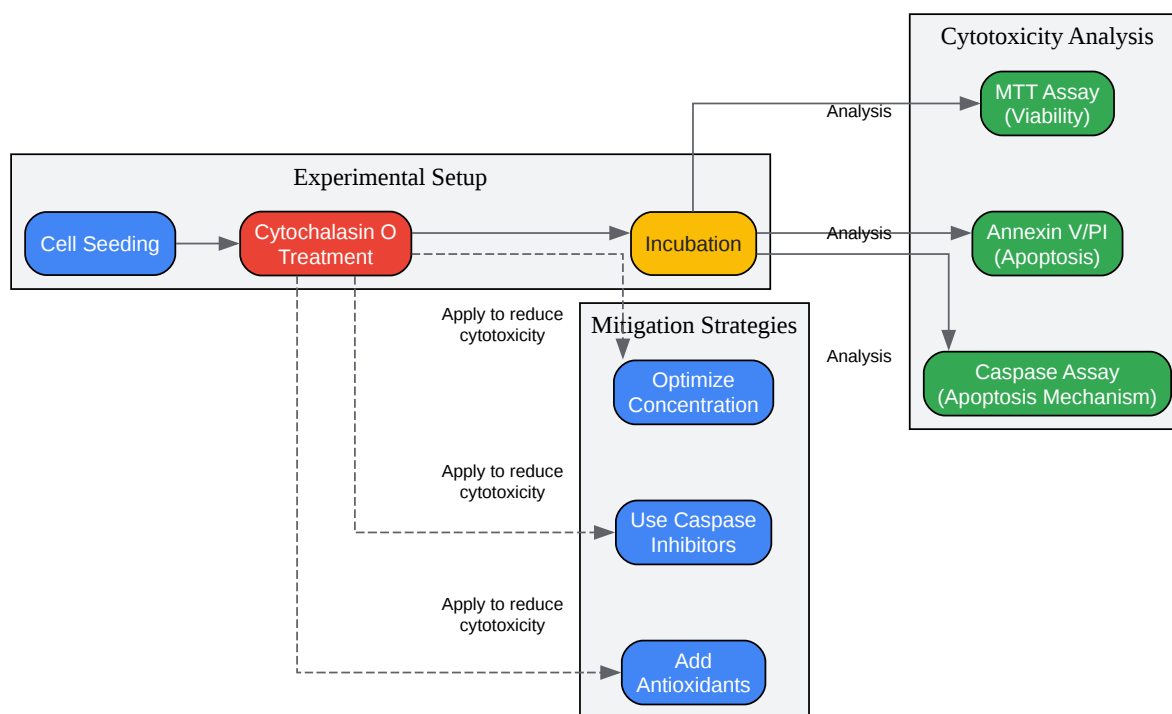 Cytotoxicity Analysis
MTT Assay
(Viability)
Analysis
Experimental Setup
Cell Seeding
Cytochalasin O
Treatment
Incubation
Analysis
Annexin V/PI
(Apoptosis)
Apply to reduce
cytotoxicity
Mitigation Strategies
Analysis
Optimize
Concentration
Caspase Assay
(Apoptosis Mechanism)
Apply to reduce
cytotoxicity
Use Caspase
Inhibitors
Apply to reduce
cytotoxicity
Add
Antioxidants